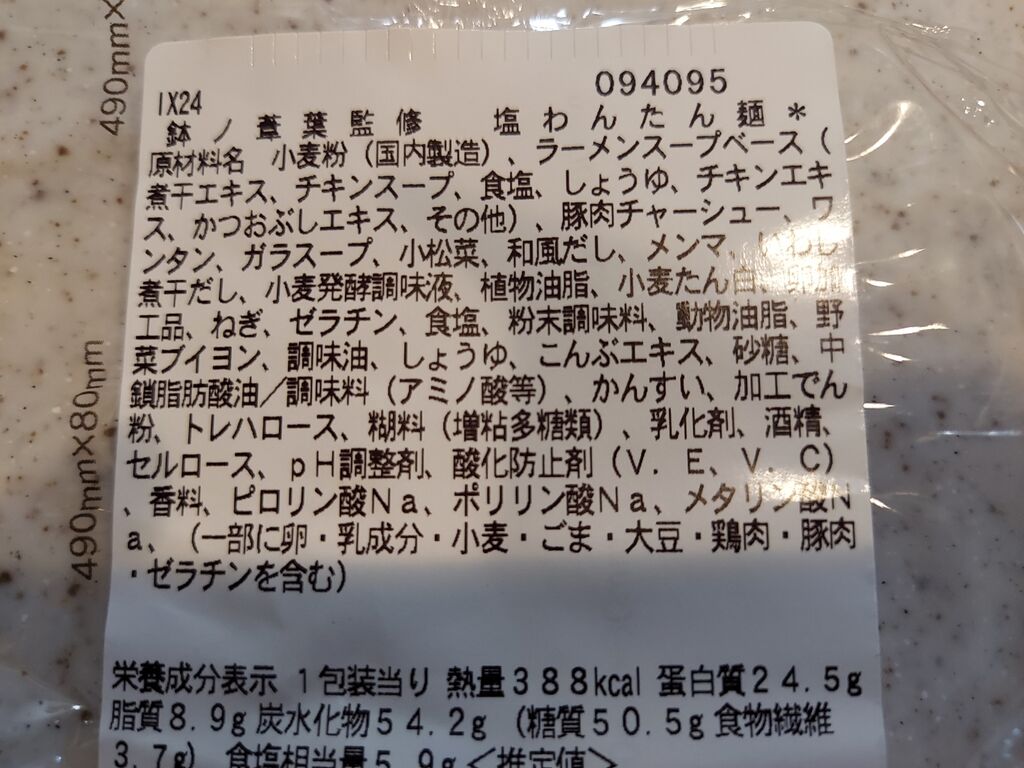 490mm×
490mm×80mm
IX24
094095
鉢ノ葦葉監修 塩わんたん麺*
原材料名 小麦粉(国内製造)、ラーメンスープベース(
煮干エキス、チキンスープ、食塩、しょうゆ、チキンエキ
ス、かつおぶしエキス、その他)、豚肉チャーシュー、ワ
ンタン、ガラスープ、小松菜、和風だし、メンマ、いわし
煮干だし、小麦発酵調味液、植物油脂、小麦たん白、卵加
工品、ねぎ、ゼラチン、食塩、粉末調味料、動物油脂、野
菜ブイヨン、調味油、しょうゆ、こんぶエキス、砂糖、中
鎖脂肪酸油/調味料(アミノ酸等)、かんすい、加工でん
粉、トレハロース、糊料(増粘多糖類)、乳化剤、酒精、
セルロース、pH調整剤、酸化防止剤(V.E、V.C)
、香料、ピロリン酸Na、ポリリン酸Na、メタリン酸N
a、(一部に卵・乳成分・小麦・ごま・大豆・鶏肉・豚肉
・ゼラチンを含む)
栄養成分表示 1包装当り 熱量388kcal 蛋白質24.5g
脂質8.9g 炭水化物54.2g (糖質50.5g 食物繊維
3.7g) 食塩相当量5.9g<推定値>